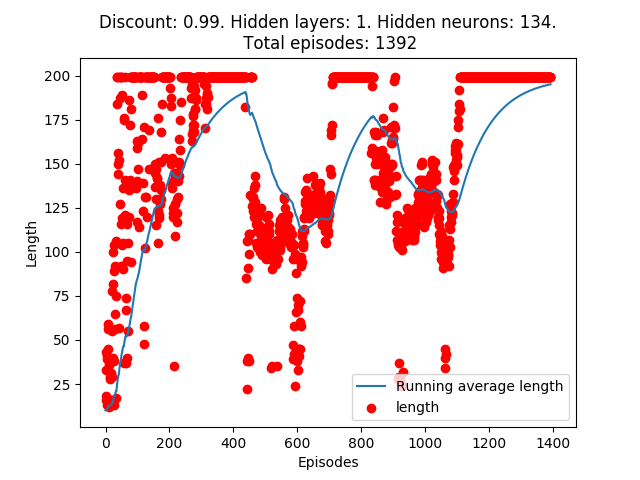 Discount: 0.99. Hidden layers: 1. Hidden neurons: 134.
Total episodes: 1392
200
175
150
125
100
75
50
25
Length
0 200 400 600 800 1000 1200 1400
Episodes
Running average length
length